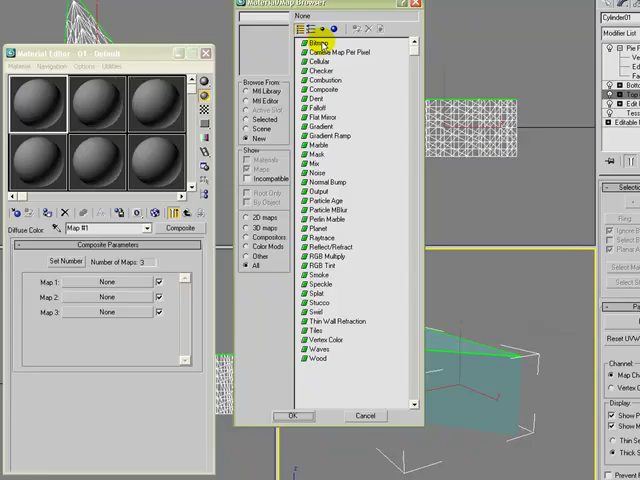 Material/Map Browser
None
Bitmap
Camera Map Per Pixel
Cellular
Checker
Combustion
Composite
Dent
Falloff
Flat Mirror
Gradient
Gradient Ramp
Marble
Mask
Mix
Noise
Normal Bump
Output
Particle Age
Particle MBlur
Perlin Marble
Planet
Raytrace
Reflect/Refract
RGB Multiply
RGB Tint
Smoke
Speckle
Splat
Stucco
Swirl
Thin Wall Refraction
Tiles
Vertex Color
Waves
Wood
Browse From:
Mtl Library
Mtl Editor
Active Slot
Selected
Scene
New
Show
Materials
Maps
Incompatible
Root Only
By Object
2D maps
3D maps
Compositors
Color Mods
Other
All
OK
Cancel
Material Editor - 01 - Default
Material Navigation Options Utilities
Diffuse Color: Map #1 Composite
Composite Parameters
Set Number Number of Maps: 3
Map 1: None
Map 2: None
Map 3: None
Cylinder01
Modifier List
Reset UVW
Channel:
Map Ch
Vertex C
Display:
Show
Show M
Thin Se
Thick S
Prevent R
z